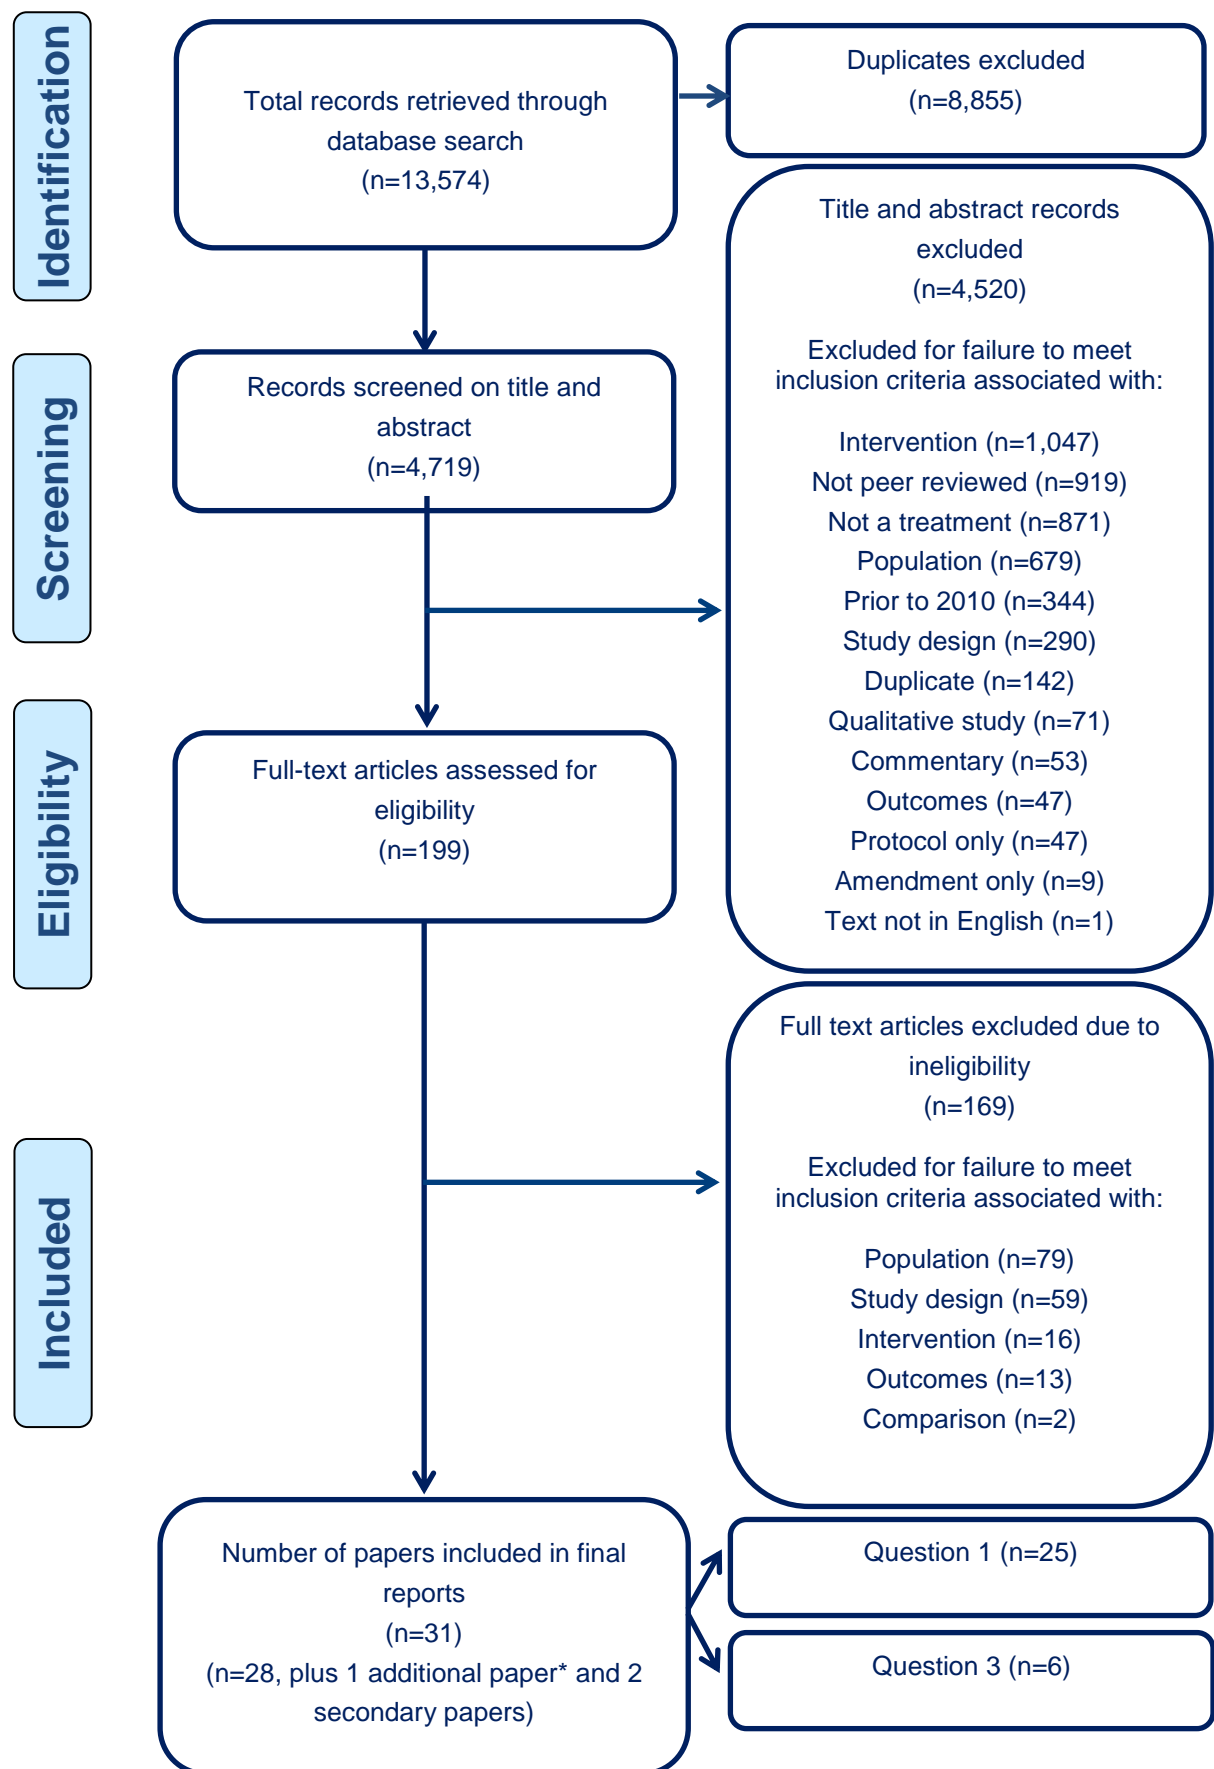 Identification
Total records retrieved through
database search
(n=13,574)
Duplicates excluded
(n=8,855)
Title and abstract records
excluded
(n=4,520)
Excluded for failure to meet
inclusion criteria associated with:
Intervention (n=1,047)
Not peer reviewed (n=919)
Not a treatment (n=871)
Population (n=679)
Prior to 2010 (n=344)
Study design (n=290)
Duplicate (n=142)
Qualitative study (n=71)
Commentary (n=53)
Outcomes (n=47)
Protocol only (n=47)
Amendment only (n=9)
Text not in English (n=1)
Screening
Records screened on title and
abstract
(n=4,719)
Eligibility
Full-text articles assessed for
eligibility
(n=199)
Full text articles excluded due to
ineligibility
(n=169)
Excluded for failure to meet
inclusion criteria associated with:
Population (n=79)
Study design (n=59)
Intervention (n=16)
Outcomes (n=13)
Comparison (n=2)
Included
Number of papers included in final
reports
(n=31)
(n=28, plus 1 additional paper* and 2
secondary papers)
Question 1 (n=25)
Question 3 (n=6)